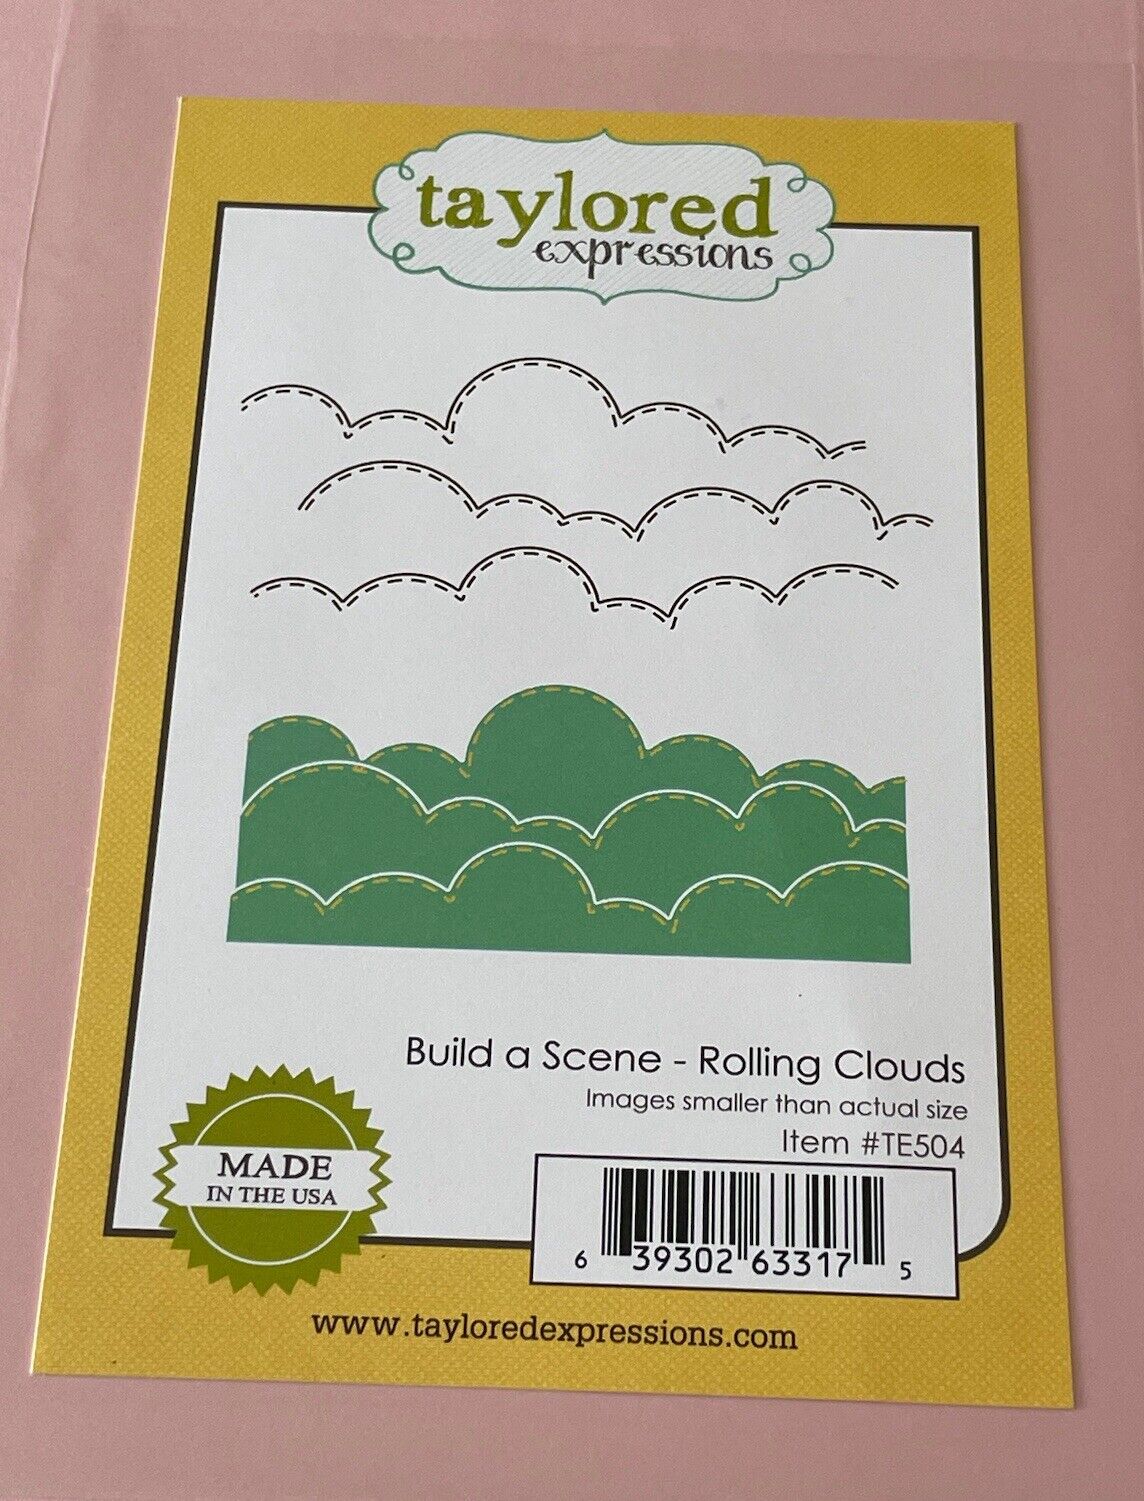 taylored
expressions
Build a Scene - Rolling Clouds
Images smaller than actual size
Item #TE504
MADE
IN THE USA
6 39302 63317 5
www.tayloredexpressions.com